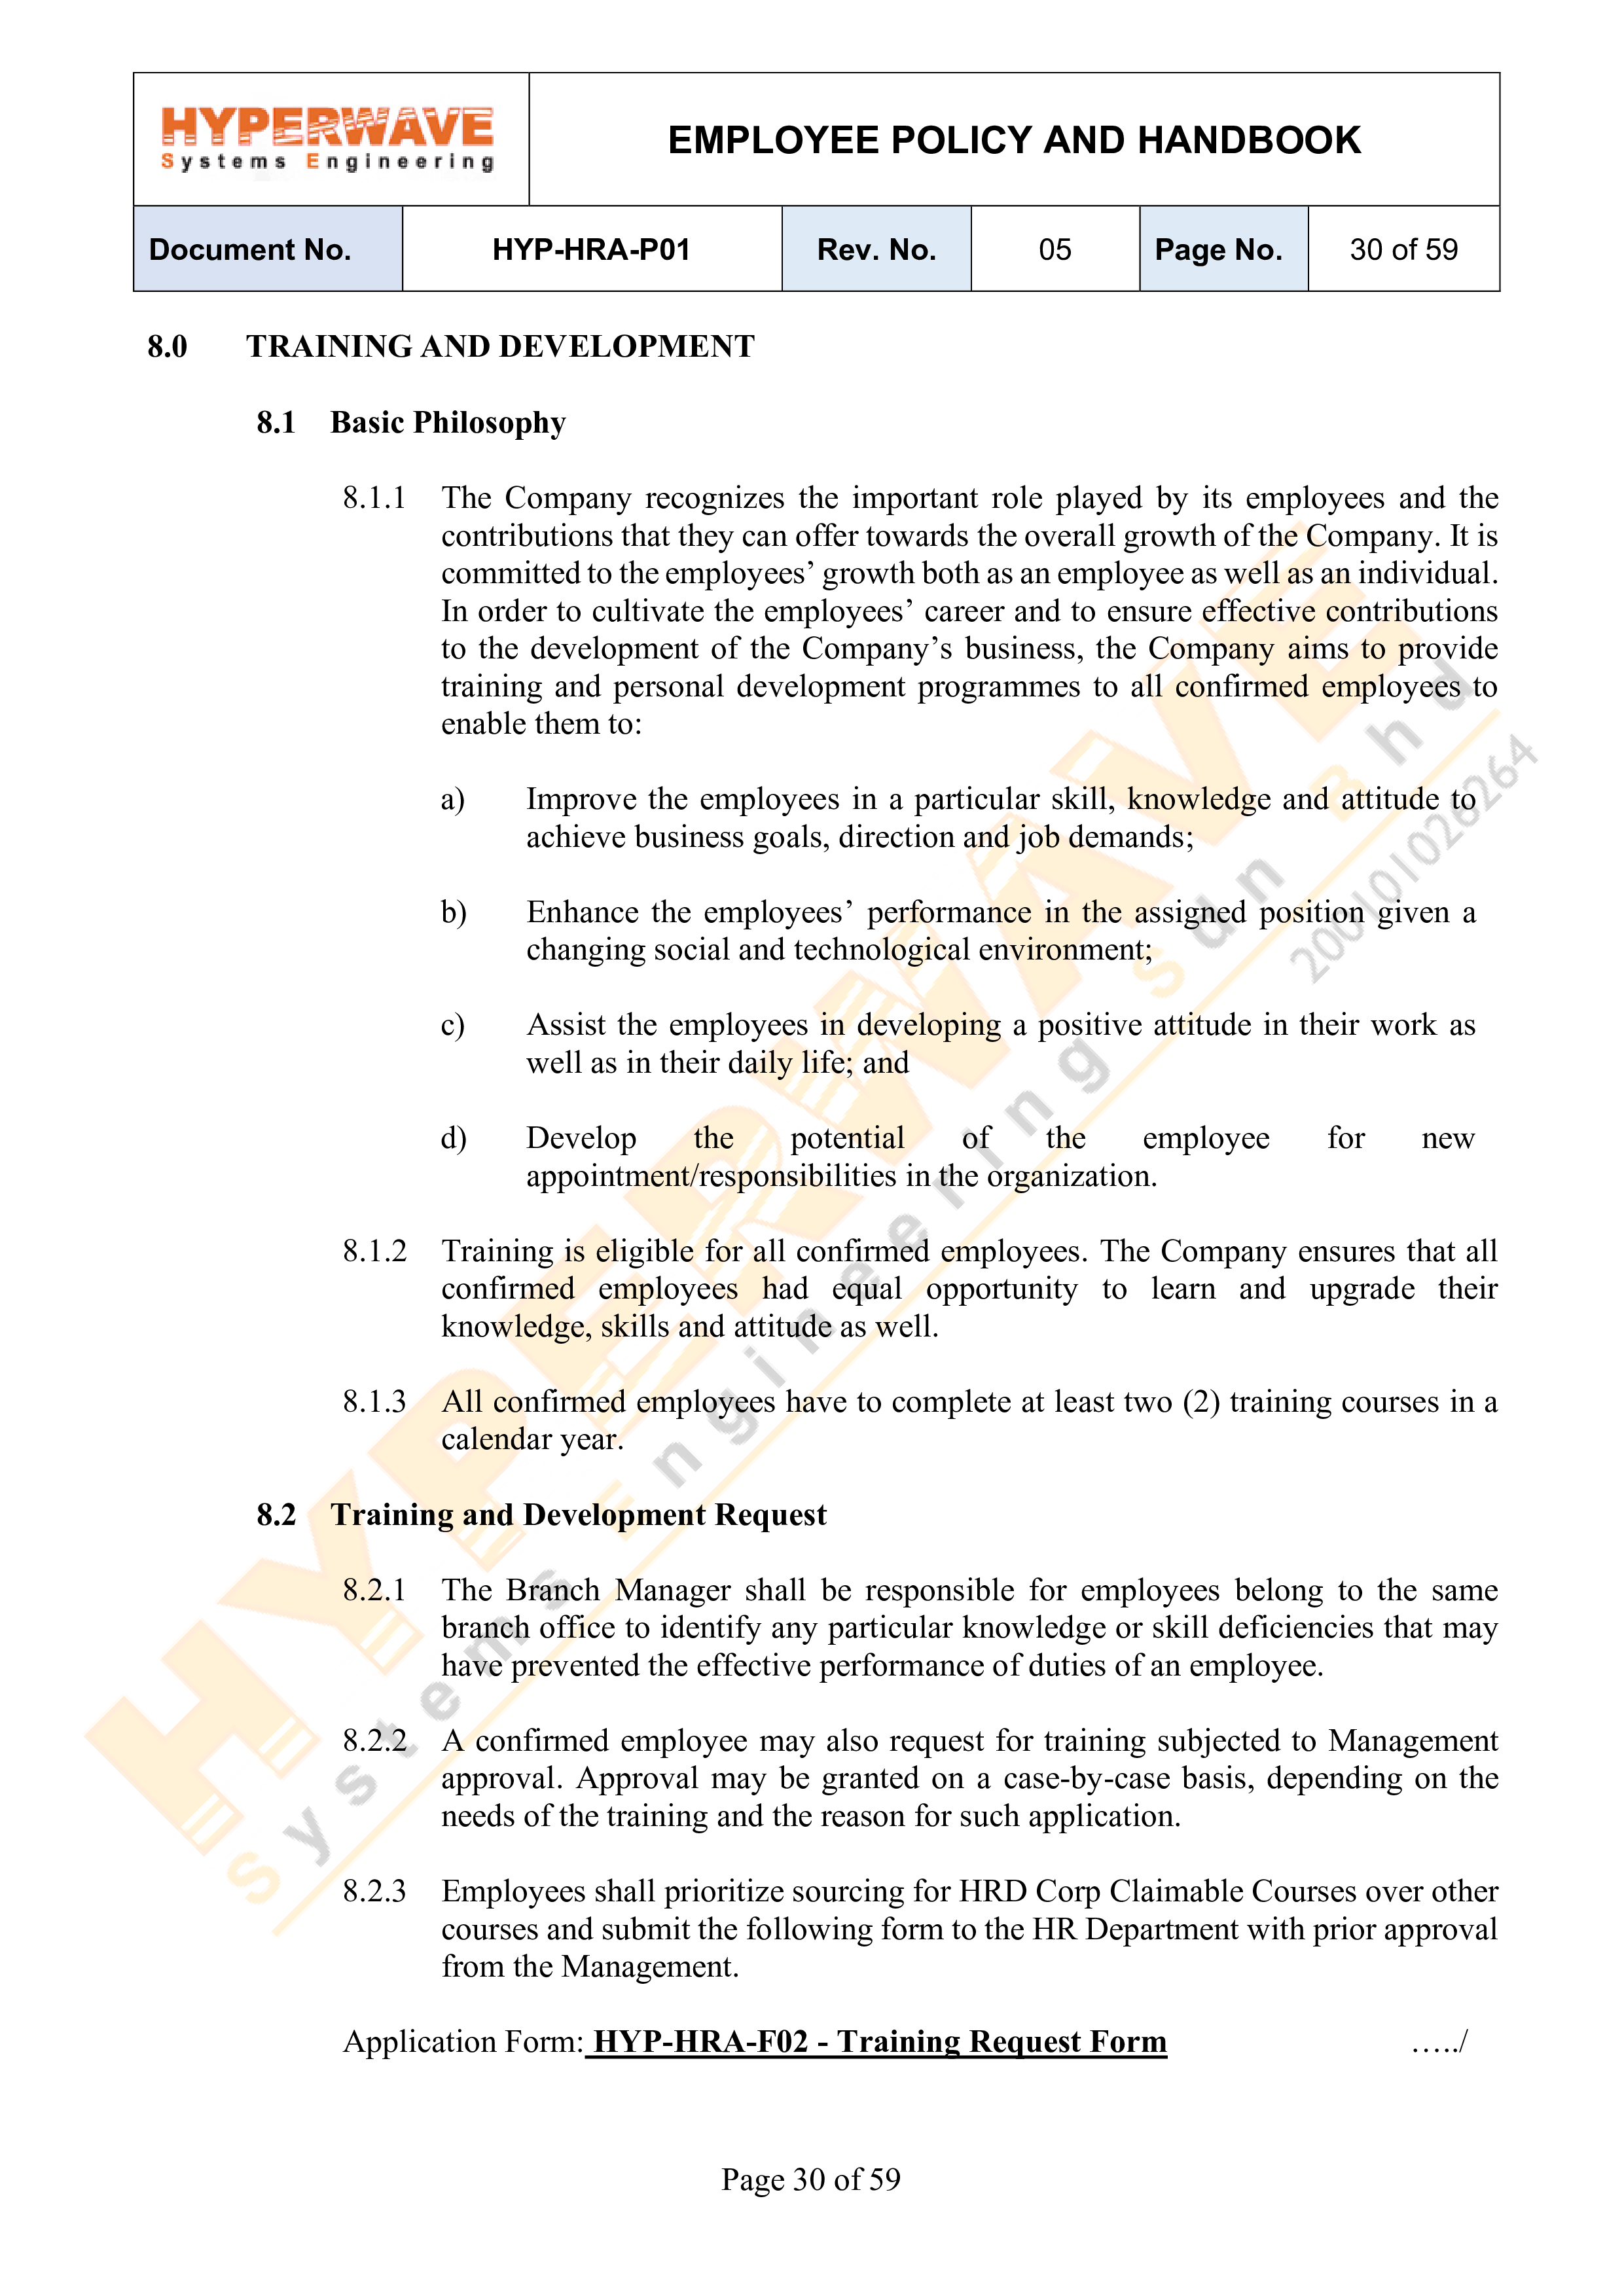 HYPERWAVE
Systems Engineering
EMPLOYEE POLICY AND HANDBOOK
Document No. HYP-HRA-P01 Rev. No. 05 Page No. 30 of 59
8.0 TRAINING AND DEVELOPMENT
8.1 Basic Philosophy
8.1.1 The Company recognizes the important role played by its employees and the
contributions that they can offer towards the overall growth of the Company. It is
committed to the employees’ growth both as an employee as well as an individual.
In order to cultivate the employees’ career and to ensure effective contributions
to the development of the Company’s business, the Company aims to provide
training and personal development programmes to all confirmed employees to
enable them to:
a) Improve the employees in a particular skill, knowledge and attitude to
achieve business goals, direction and job demands;
b) Enhance the employees’ performance in the assigned position given a
changing social and technological environment;
c) Assist the employees in developing a positive attitude in their work as
well as in their daily life; and
d) Develop the potential of the employee for new
appointment/responsibilities in the organization.
8.1.2 Training is eligible for all confirmed employees. The Company ensures that all
confirmed employees had equal opportunity to learn and upgrade their
knowledge, skills and attitude as well.
8.1.3 All confirmed employees have to complete at least two (2) training courses in a
calendar year.
8.2 Training and Development Request
8.2.1 The Branch Manager shall be responsible for employees belong to the same
branch office to identify any particular knowledge or skill deficiencies that may
have prevented the effective performance of duties of an employee.
8.2.2 A confirmed employee may also request for training subjected to Management
approval. Approval may be granted on a case-by-case basis, depending on the
needs of the training and the reason for such application.
8.2.3 Employees shall prioritize sourcing for HRD Corp Claimable Courses over other
courses and submit the following form to the HR Department with prior approval
from the Management.
Application Form: HYP-HRA-F02 - Training Request Form …../
Page 30 of 59
HYPERWAVE
Systems Engineering Sdn Bhd
200101026264